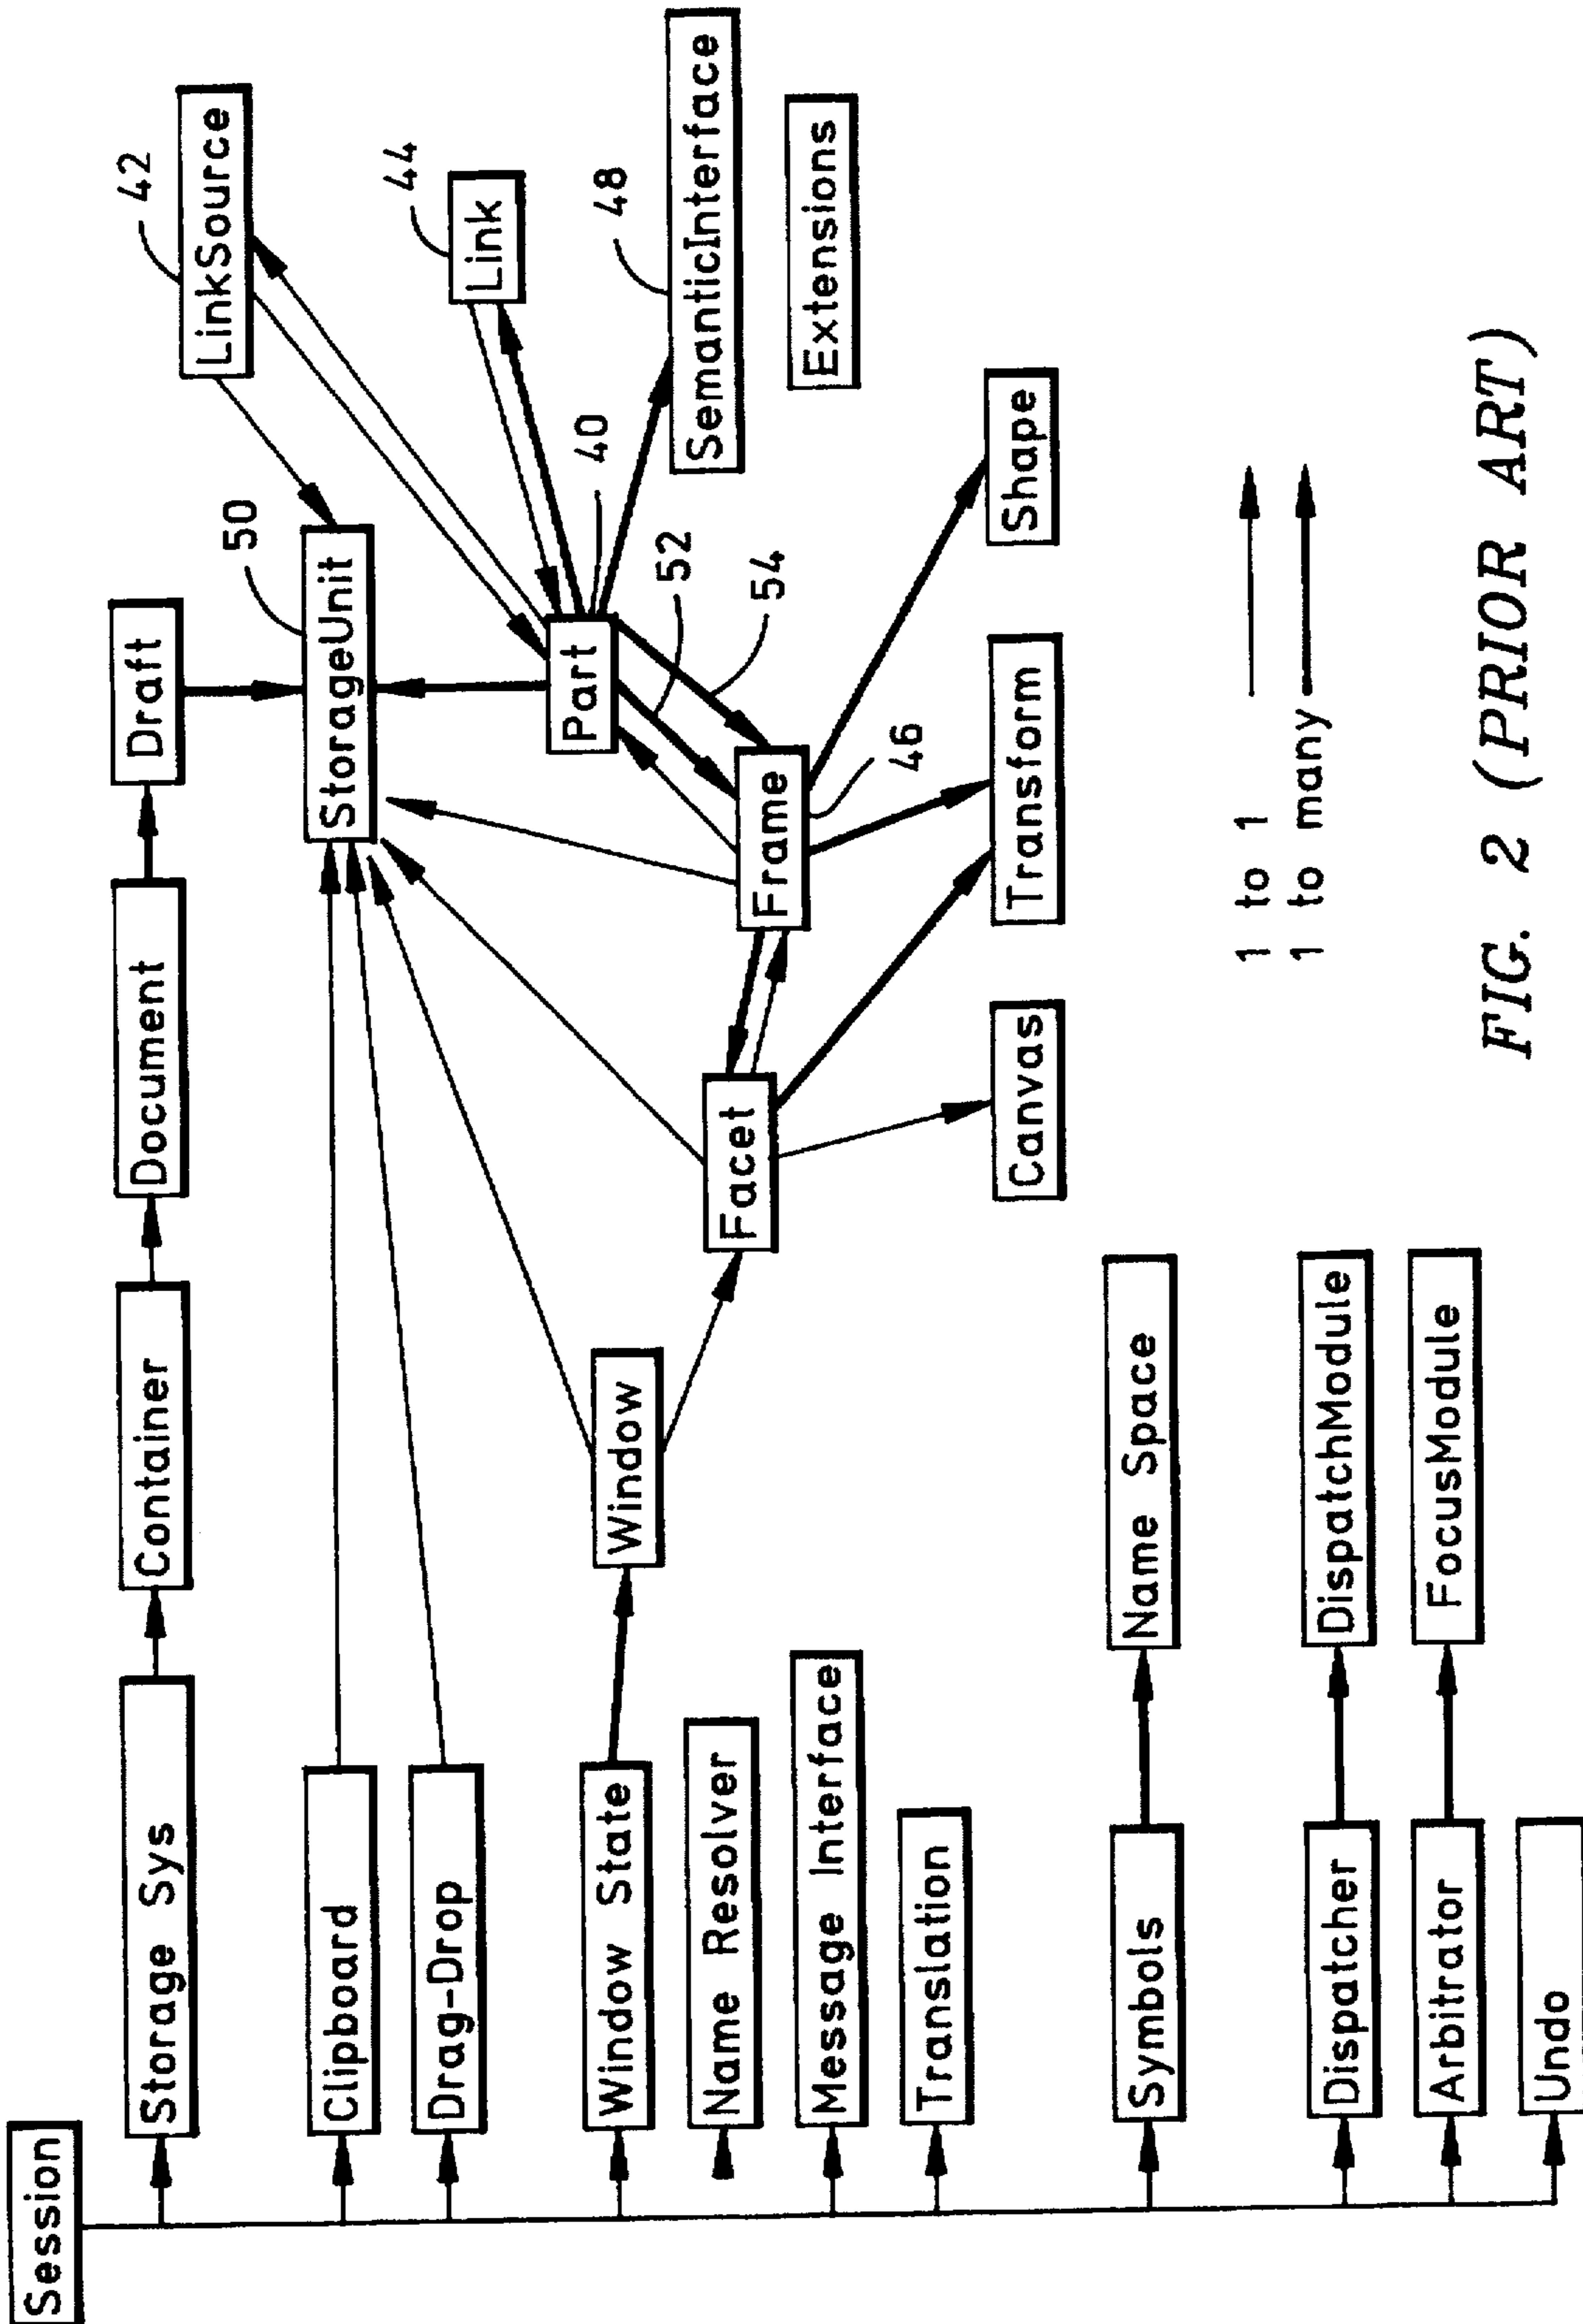 Session
Storage Sys
Container
Document
Draft
Clipboard
Drag-Drop
StorageUnit
50
LinkSource
42
Window State
Window
Part
40
Link
44
Name Resolver
Message Interface
Translation
Facet
Frame
46
52
54
SemanticInterface
48
Extensions
Canvas
Transform
Shape
Symbols
Name Space
Dispatcher
DispatchModule
Arbitrator
FocusModule
Undo
1 to 1
1 to many
FIG. 2 (PRIOR ART)